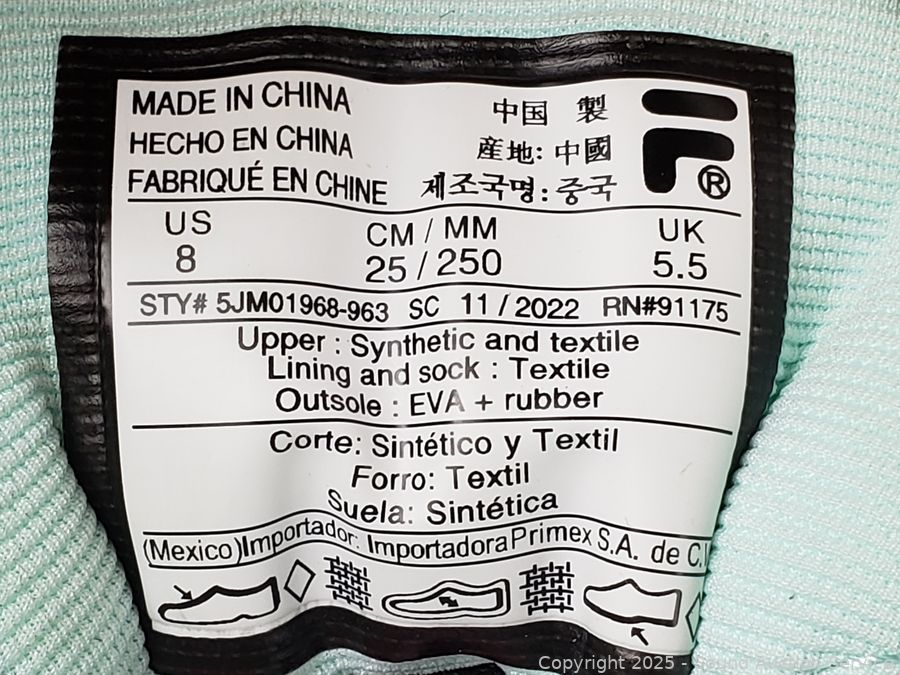 MADE IN CHINA
HECHO EN CHINA
FABRIQUÉ EN CHINE
中国 製
産地: 中國
제조국명: 중국
®
US
8
CM / MM
25 / 250
UK
5.5
STY# 5JM01968-963 SC 11 / 2022 RN#91175
Upper : Synthetic and textile
Lining and sock : Textile
Outsole : EVA + rubber
Corte: Sintético y Textil
Forro: Textil
Suela: Sintética
(Mexico)Importador: Importadora Primex S.A. de C.
Copyright 2025 -